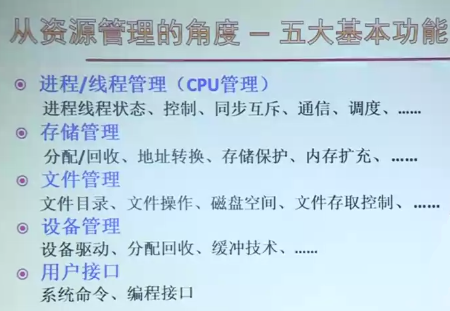 从资源管理的角度 — 五大基本功能
进程/线程管理（CPU管理）
进程线程状态、控制、同步互斥、通信、调度、……
存储管理
分配/回收、地址转换、存储保护、内存扩充、……
文件管理
文件目录、文件操作、磁盘空间、文件存取控制、……
设备管理
设备驱动、分配回收、缓冲技术、……
用户接口
系统命令、编程接口